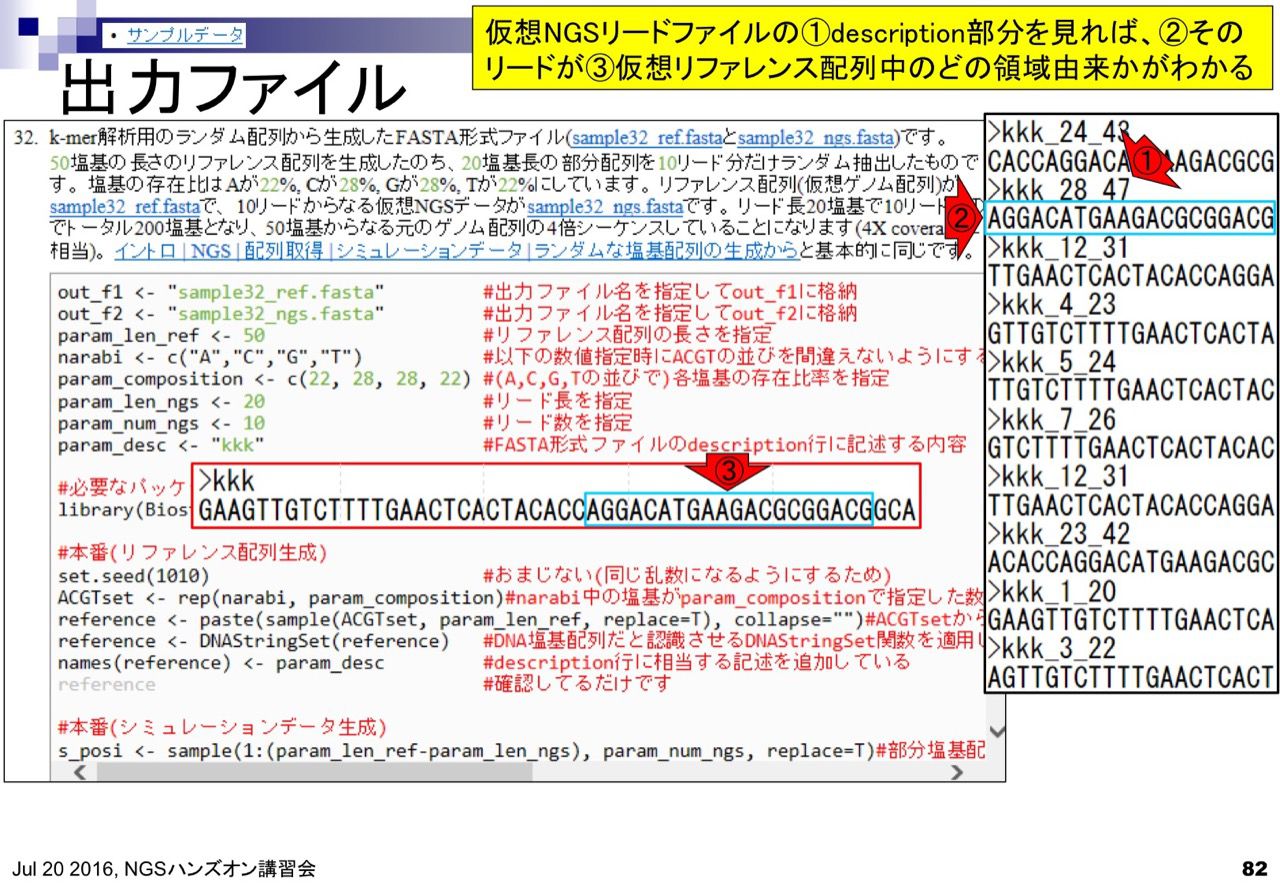 • サンプルデータ
出力ファイル
仮想NGSリードファイルの①description部分を見れば、②その
リードが③仮想リファレンス配列中のどの領域由来かがわかる
32. k-mer解析用のランダム配列から生成したFASTA形式ファイル(sample32_ref.fastaとsample32_ngs.fasta)です。
50塩基の長さのリファレンス配列を生成したのち、20塩基長の部分配列を10リード分だけランダム抽出したもので
す。塩基の存在比はAが22%, Cが28%, Gが28%, Tが22%にしています。リファレンス配列(仮想ゲノム配列)が
sample32_ref.fastaで、10リードからなる仮想NGSデータがsample32_ngs.fastaです。リード長20塩基で10リード
でトータル200塩基となり、50塩基からなる元のゲノム配列の4倍シーケンスしていることになります(4X covera
相当)。イントロ | NGS | 配列取得 | シミュレーションデータ | ランダムな塩基配列の生成からと基本的に同じです。
out_f1 <- "sample32_ref.fasta" #出力ファイル名を指定してout_f1に格納
out_f2 <- "sample32_ngs.fasta" #出力ファイル名を指定してout_f2に格納
param_len_ref <- 50 #リファレンス配列の長さを指定
narabi <- c("A","C","G","T") #以下の数値指定時にACGTの並びを間違えないようにする
param_composition <- c(22, 28, 28, 22) #(A,C,G,Tの並びで)各塩基の存在比率を指定
param_len_ngs <- 20 #リード長を指定
param_num_ngs <- 10 #リード数を指定
param_desc <- "kkk" #FASTA形式ファイルのdescription行に記述する内容
#必要なパッケ
library(Bios
③
>kkk
GAAGTTGTCTTTTGAACTCACTACACCAGGACATGAAGACGCGGACGGCA
#本番(リファレンス配列生成)
set.seed(1010) #おまじない(同じ乱数になるようにするため)
ACGTset <- rep(narabi, param_composition)#narabi中の塩基がparam_compositionで指定した数
reference <- paste(sample(ACGTset, param_len_ref, replace=T), collapse="")#ACGTsetから
reference <- DNAStringSet(reference) #DNA塩基配列だと認識させるDNAStringSet関数を適用し
names(reference) <- param_desc #description行に相当する記述を追加している
reference #確認してるだけです
#本番(シミュレーションデータ生成)
s_posi <- sample(1:(param_len_ref-param_len_ngs), param_num_ngs, replace=T)#部分塩基配
>kkk_24_43
①
CACCAGGACA AAGACGCG
>kkk_28_47
②
AGGACATGAAGACGCGGACG
>kkk_12_31
TTGAACTCACTACACCAGGA
>kkk_4_23
GTTGTCTTTTGAACTCACTA
>kkk_5_24
TTGTCTTTTGAACTCACTAC
>kkk_7_26
GTCTTTTGAACTCACTACAC
>kkk_12_31
TTGAACTCACTACACCAGGA
>kkk_23_42
ACACCAGGACATGAAGACGC
>kkk_1_20
GAAGTTGTCTTTTGAACTCA
>kkk_3_22
AGTTGTCTTTTGAACTCACT
Jul 20 2016, NGSハンズオン講習会
82